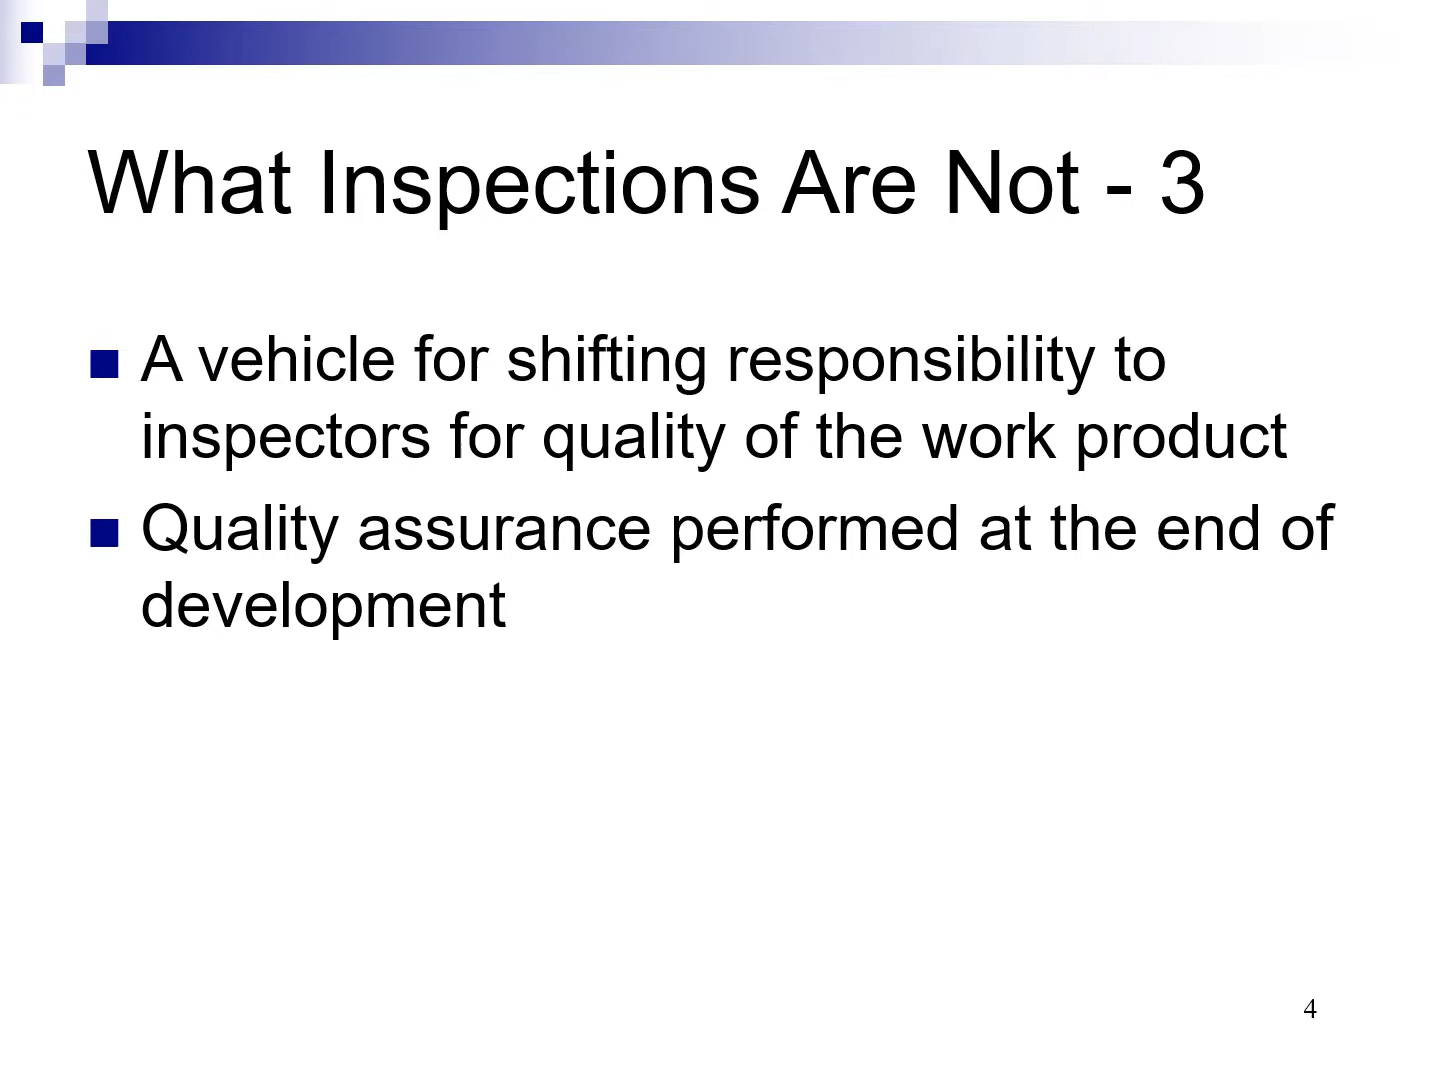 What Inspections Are Not - 3
A vehicle for shifting responsibility to
inspectors for quality of the work product
Quality assurance performed at the end of
development
4